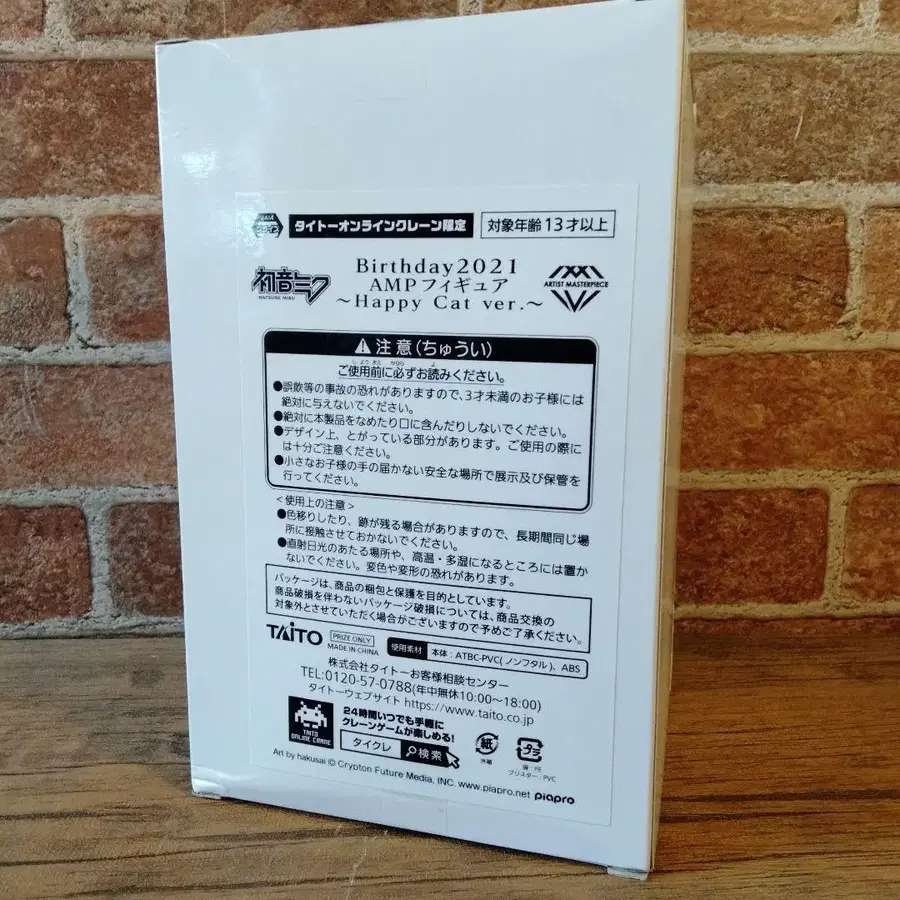 プライズ
タイトーオンラインクレーン限定
対象年齢13才以上
初音ミク
HATSUNE MIKU
Birthday2021
AMPフィギュア
～Happy Cat ver.～
ARTIST MASTERPIECE
注意(ちゅうい)
しようまえ かなら よ
ご使用前に必ずお読みください。
●誤飲等の事故の恐れがありますので、3才未満のお子様には
絶対に与えないでください。
●絶対に本製品をなめたり口に含んだりしないでください。
●デザイン上、とがっている部分があります。ご使用の際に
は十分ご注意ください。
●小さなお子様の手の届かない安全な場所で展示及び保管を
行ってください。
<使用上の注意>
●色移りしたり、跡が残る場合がありますので、長期間同じ場
所に接触させておかないでください。
●直射日光のあたる場所や、高温・多湿になるところには置か
ないでください。変色や変形の恐れがあります。
パッケージは、商品の梱包と保護を目的としています。
商品破損を伴わないパッケージ破損については、商品交換の
対象外とさせていただく場合がございますので予めご了承ください。
TAITO
PRIZE ONLY
MADE IN CHINA
使用素材 本体：ATBC-PVC(ノンフタル)、ABS
株式会社タイトーお客様相談センター
TEL:0120-57-0788(年中無休10:00～18:00)
タイトーウェブサイト https://www.taito.co.jp
TAITO
ONLINE CRANE
24時間いつでも手軽に
クレーンゲームが楽しめる!
タイクレ 検索
紙
外箱
プラ
袋：PE
ブリスター：PVC
Art by hakusai © Crypton Future Media, INC. www.piapro.net piapro